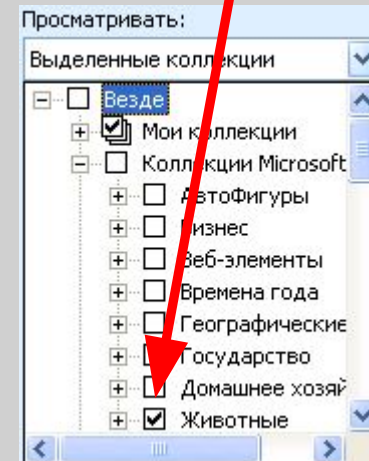 Просматривать:
Выделенные коллекции
Везде
Мои коллекции
Коллекции Microsoft
АвтоФигуры
Бизнес
Веб-элементы
Времена года
Географические
Государство
Домашнее хозяй
Животные